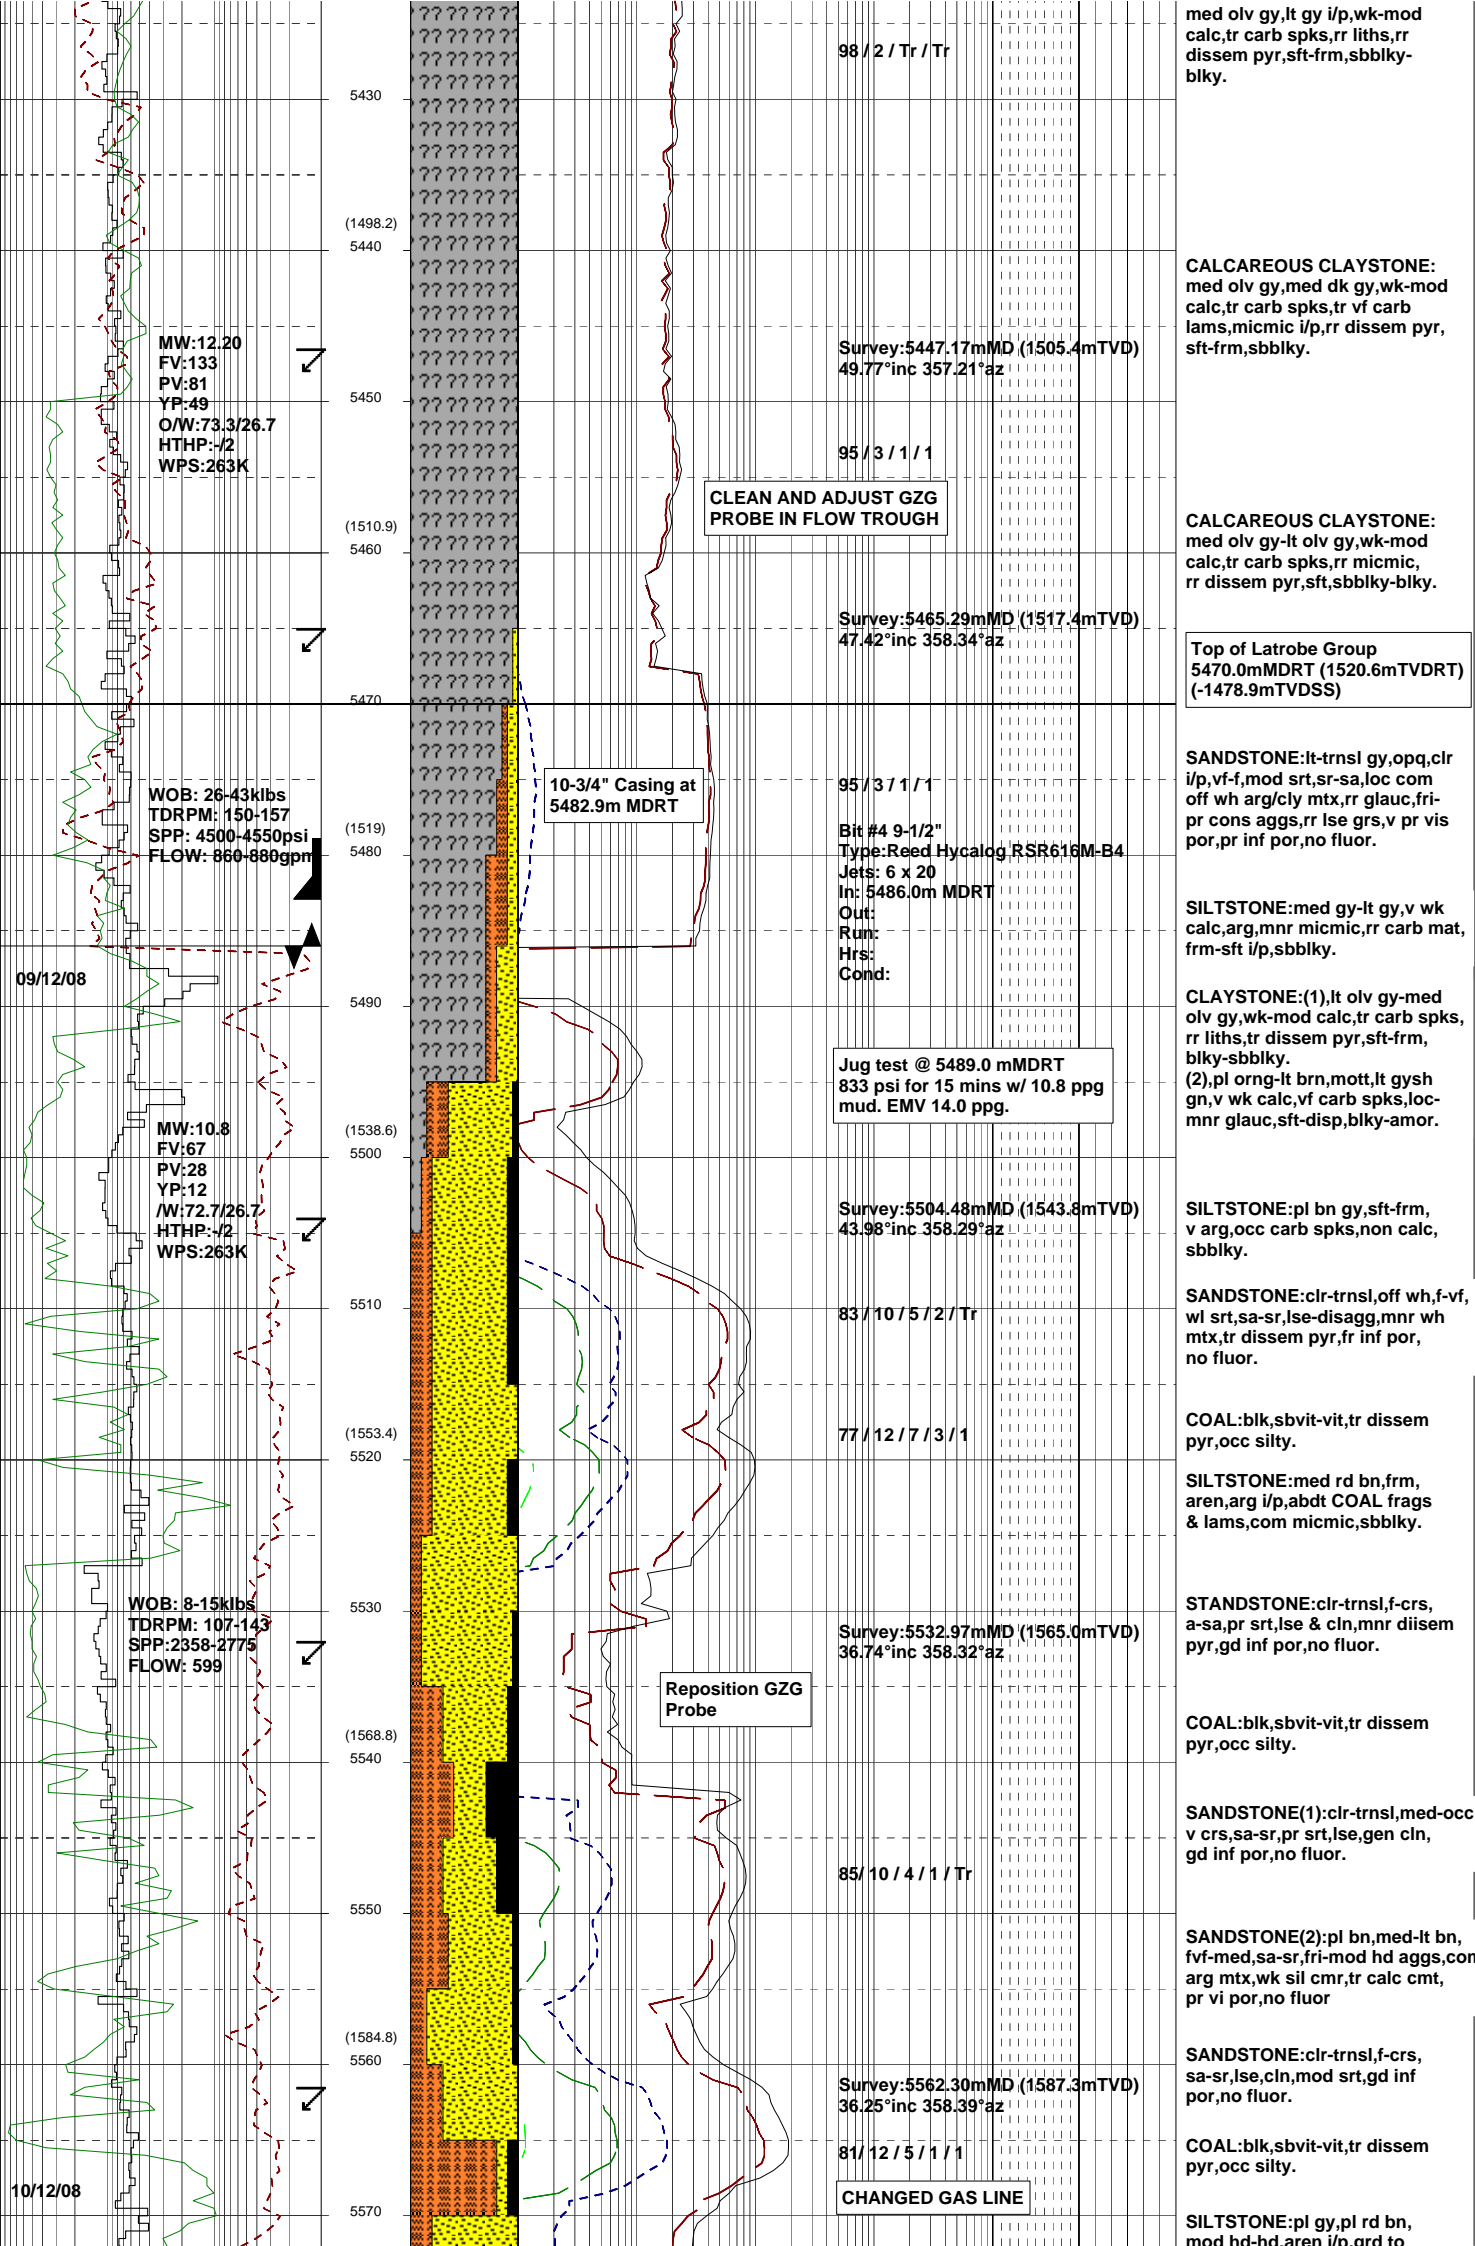 med olv gy,lt gy i/p,wk-mod
calc,tr carb spks,rr liths,rr
dissem pyr,sft-frm,sbblky-
blky.
98 / 2 / Tr / Tr
5430
(1498.2)
5440
CALCAREOUS CLAYSTONE:
med olv gy,med dk gy,wk-mod
calc,tr carb spks,tr vf carb
lams,micmic i/p,rr dissem pyr,
sft-frm,sbblky.
MW:12.20
FV:133
PV:81
YP:49
O/W:73.3/26.7
HTHP:-/2
WPS:263K
Survey:5447.17mMD (1505.4mTVD)
49.77°inc 357.21°az
5450
95 / 3 / 1 / 1
CLEAN AND ADJUST GZG
PROBE IN FLOW TROUGH
(1510.9)
5460
CALCAREOUS CLAYSTONE:
med olv gy-lt olv gy,wk-mod
calc,tr carb spks,rr micmic,
rr dissem pyr,sft,sbblky-blky.
Survey:5465.29mMD (1517.4mTVD)
47.42°inc 358.34°az
Top of Latrobe Group
5470.0mMDRT (1520.6mTVDRT)
(-1478.9mTVDSS)
5470
SANDSTONE:lt-trnsl gy,opq,clr
i/p,vf-f,mod srt,sr-sa,loc com
off wh arg/cly mtx,rr glauc,fri-
pr cons aggs,rr lse grs,v pr vis
por,pr inf por,no fluor.
10-3/4" Casing at
5482.9m MDRT
95 / 3 / 1 / 1
WOB: 26-43klbs
TDRPM: 150-157
SPP: 4500-4550psi
FLOW: 860-880gpm
(1519)
5480
Bit #4 9-1/2"
Type:Reed Hycalog RSR616M-B4
Jets: 6 x 20
In: 5486.0m MDRT
Out:
Run:
Hrs:
Cond:
SILTSTONE:med gy-lt gy,v wk
calc,arg,mnr micmic,rr carb mat,
frm-sft i/p,sbblky.
09/12/08
5490
CLAYSTONE:(1),lt olv gy-med
olv gy,wk-mod calc,tr carb spks,
rr liths,tr dissem pyr,sft-frm,
blky-sbblky.
(2),pl orng-lt brn,mott,lt gysh
gn,v wk calc,vf carb spks,loc-
mnr glauc,sft-disp,blky-amor.
Jug test @ 5489.0 mMDRT
833 psi for 15 mins w/ 10.8 ppg
mud. EMV 14.0 ppg.
MW:10.8
FV:67
PV:28
YP:12
/W:72.7/26.7
HTHP:-/2
WPS:263K
(1538.6)
5500
Survey:5504.48mMD (1543.8mTVD)
43.98°inc 358.29°az
SILTSTONE:pl bn gy,sft-frm,
v arg,occ carb spks,non calc,
sbblky.
5510
83 / 10 / 5 / 2 / Tr
SANDSTONE:clr-trnsl,off wh,f-vf,
wl srt,sa-sr,lse-disagg,mnr wh
mtx,tr dissem pyr,fr inf por,
no fluor.
(1553.4)
5520
77 / 12 / 7 / 3 / 1
COAL:blk,sbvit-vit,tr dissem
pyr,occ silty.
SILTSTONE:med rd bn,frm,
aren,arg i/p,abdt COAL frags
& lams,com micmic,sbblky.
WOB: 8-15klbs
TDRPM: 107-143
SPP:2358-2775
FLOW: 599
5530
Survey:5532.97mMD (1565.0mTVD)
36.74°inc 358.32°az
STANDSTONE:clr-trnsl,f-crs,
a-sa,pr srt,lse & cln,mnr diisem
pyr,gd inf por,no fluor.
Reposition GZG
Probe
(1568.8)
5540
COAL:blk,sbvit-vit,tr dissem
pyr,occ silty.
SANDSTONE(1):clr-trnsl,med-occ
v crs,sa-sr,pr srt,lse,gen cln,
gd inf por,no fluor.
85/ 10 / 4 / 1 / Tr
5550
SANDSTONE(2):pl bn,med-lt bn,
fvf-med,sa-sr,fri-mod hd aggs,com
arg mtx,wk sil cmr,tr calc cmt,
pr vi por,no fluor
(1584.8)
5560
SANDSTONE:clr-trnsl,f-crs,
sa-sr,lse,cln,mod srt,gd inf
por,no fluor.
Survey:5562.30mMD (1587.3mTVD)
36.25°inc 358.39°az
81/ 12 / 5 / 1 / 1
COAL:blk,sbvit-vit,tr dissem
pyr,occ silty.
10/12/08
CHANGED GAS LINE
5570
SILTSTONE:pl gy,pl rd bn,
mod hd-hd,aren i/p,grd to